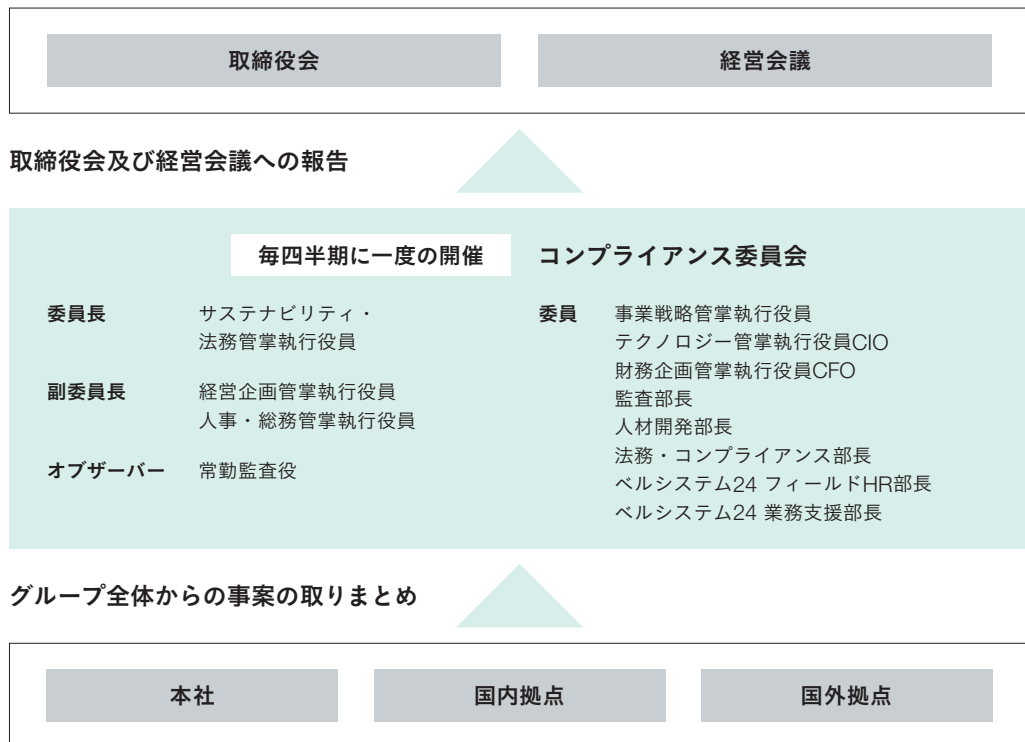 取締役会
経営会議
取締役会及び経営会議への報告
毎四半期に一度の開催
コンプライアンス委員会
委員長
サステナビリティ・
法務管掌執行役員
副委員長
経営企画管掌執行役員
人事・総務管掌執行役員
オブザーバー
常勤監査役
委員
事業戦略管掌執行役員
テクノロジー管掌執行役員CIO
財務企画管掌執行役員CFO
監査部長
人材開発部長
法務・コンプライアンス部長
ベルシステム24 フィールドHR部長
ベルシステム24 業務支援部長
グループ全体からの事案の取りまとめ
本社
国内拠点
国外拠点